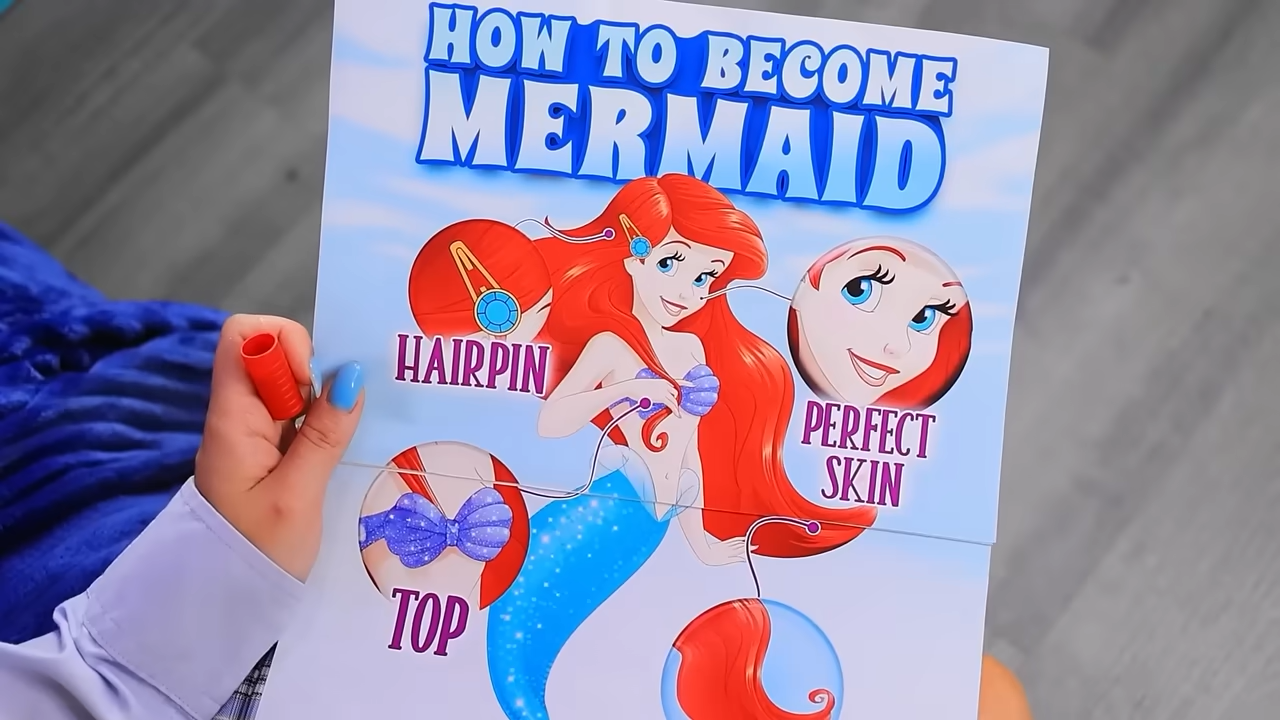 HOW TO BECOME
MERMAID
HAIRPIN
PERFECT
SKIN
TOP